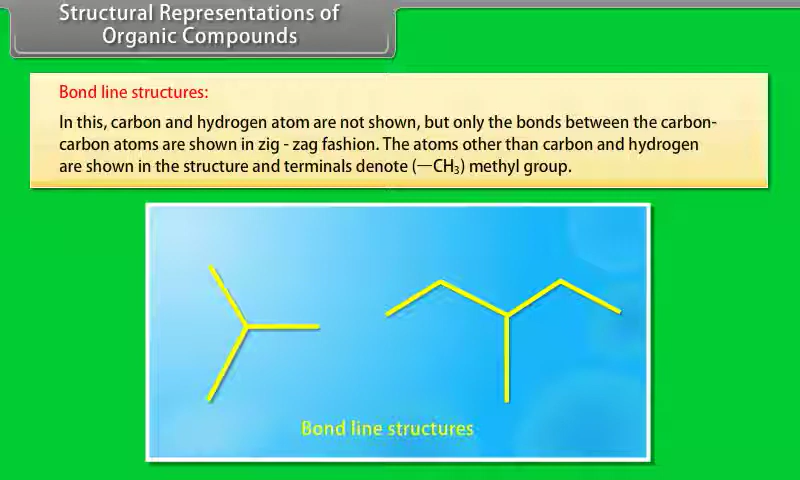 Structural Representations of
Organic Compounds
Bond line structures:
In this, carbon and hydrogen atom are not shown, but only the bonds between the carbon-
carbon atoms are shown in zig - zag fashion. The atoms other than carbon and hydrogen
are shown in the structure and terminals denote (—CH₃) methyl group.
Bond line structures